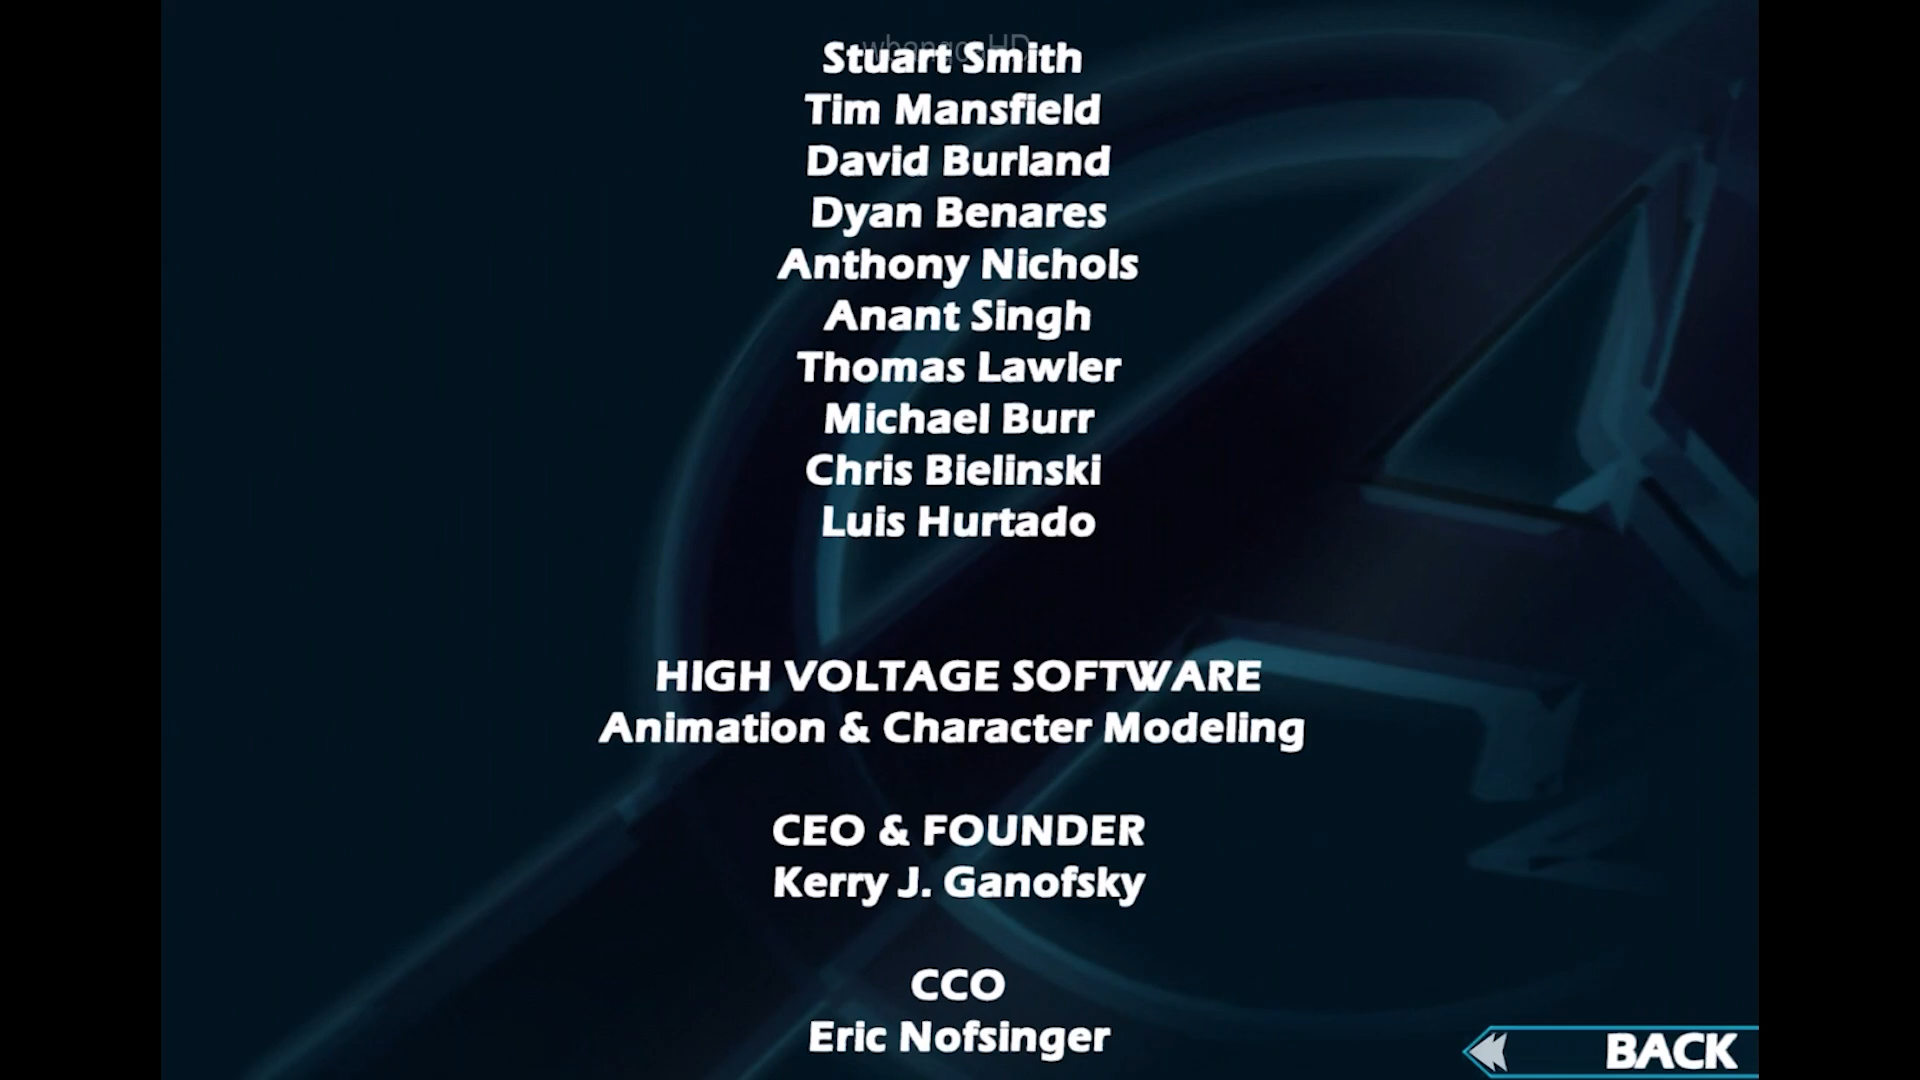 Stuart Smith
Tim Mansfield
David Burland
Dyan Benares
Anthony Nichols
Anant Singh
Thomas Lawler
Michael Burr
Chris Bielinski
Luis Hurtado
HIGH VOLTAGE SOFTWARE
Animation & Character Modeling
CEO & FOUNDER
Kerry J. Ganofsky
CCO
Eric Nofsinger
BACK